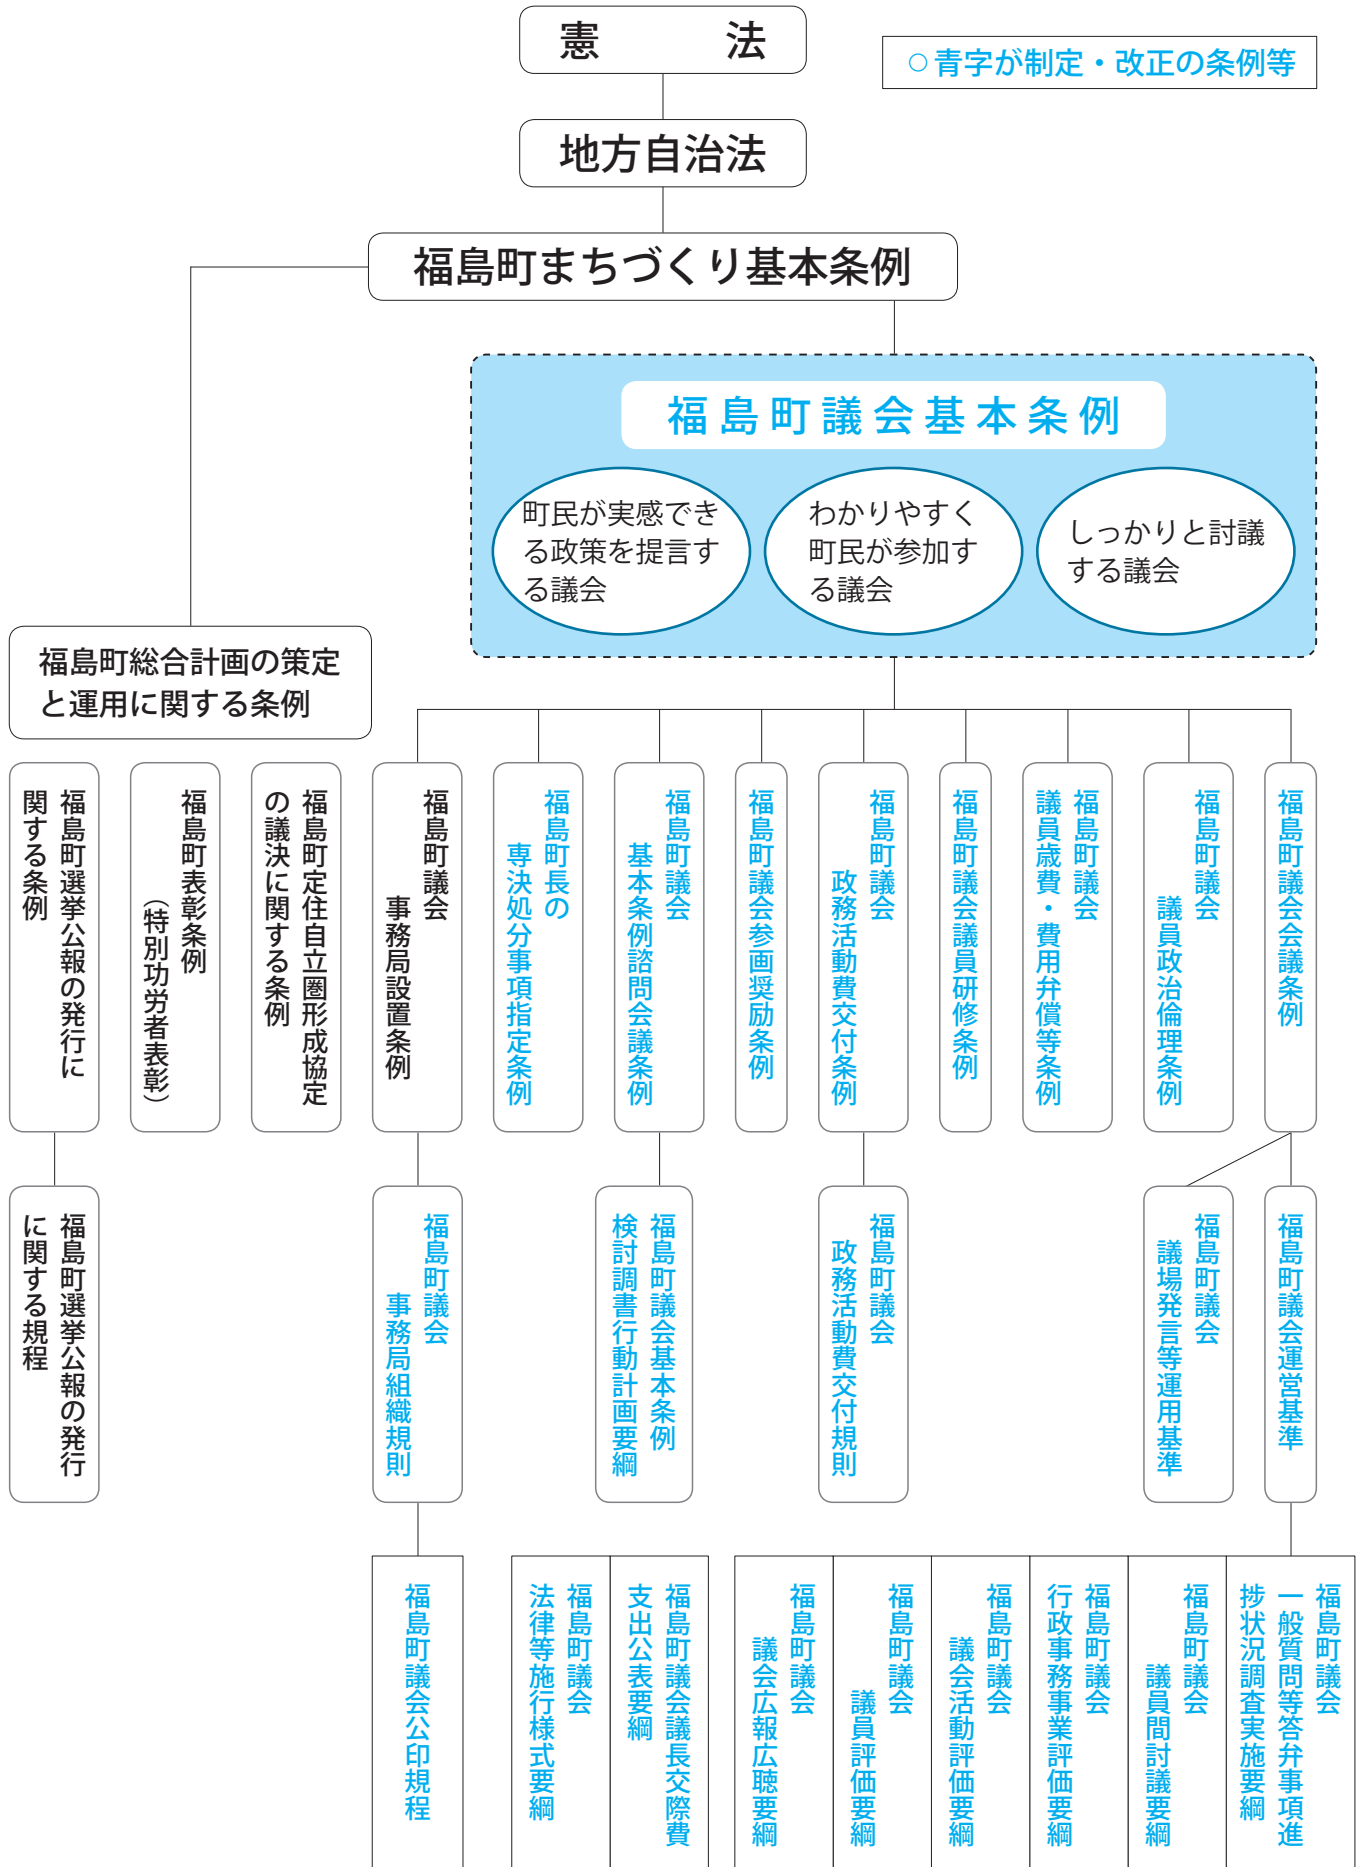 憲法
○青字が制定・改正の条例等
地方自治法
福島町まちづくり基本条例
福島町議会基本条例
町民が実感でき
る政策を提言す
る議会
わかりやすく
町民が参加す
る議会
しっかりと討議
する議会
福島町総合計画の策定
と運用に関する条例
福島町選挙公報の発行に
関する条例
福島町表彰条例
（特別功労者表彰）
福島町定住自立圏形成協定
の議決に関する条例
福島町議会
事務局設置条例
福島町長の
専決処分事項指定条例
福島町議会
基本条例諮問会議条例
福島町議会参画奨励条例
福島町議会
政務活動費交付条例
福島町議会議員研修条例
福島町議会
議員歳費・費用弁償等条例
福島町議会
議員政治倫理条例
福島町議会会議条例
福島町選挙公報の発行
に関する規程
福島町議会
事務局組織規則
福島町議会基本条例
検討調書行動計画要綱
福島町議会
政務活動費交付規則
福島町議会
議場発言等運用基準
福島町議会運営基準
福島町議会公印規程
福島町議会
法律等施行様式要綱
福島町議会議長交際費
支出公表要綱
福島町議会
議会広報広聴要綱
福島町議会
議員評価要綱
福島町議会
議会活動評価要綱
福島町議会
行政事務事業評価要綱
福島町議会
議員間討議要綱
福島町議会
一般質問等答弁事項進
捗状況調査実施要綱